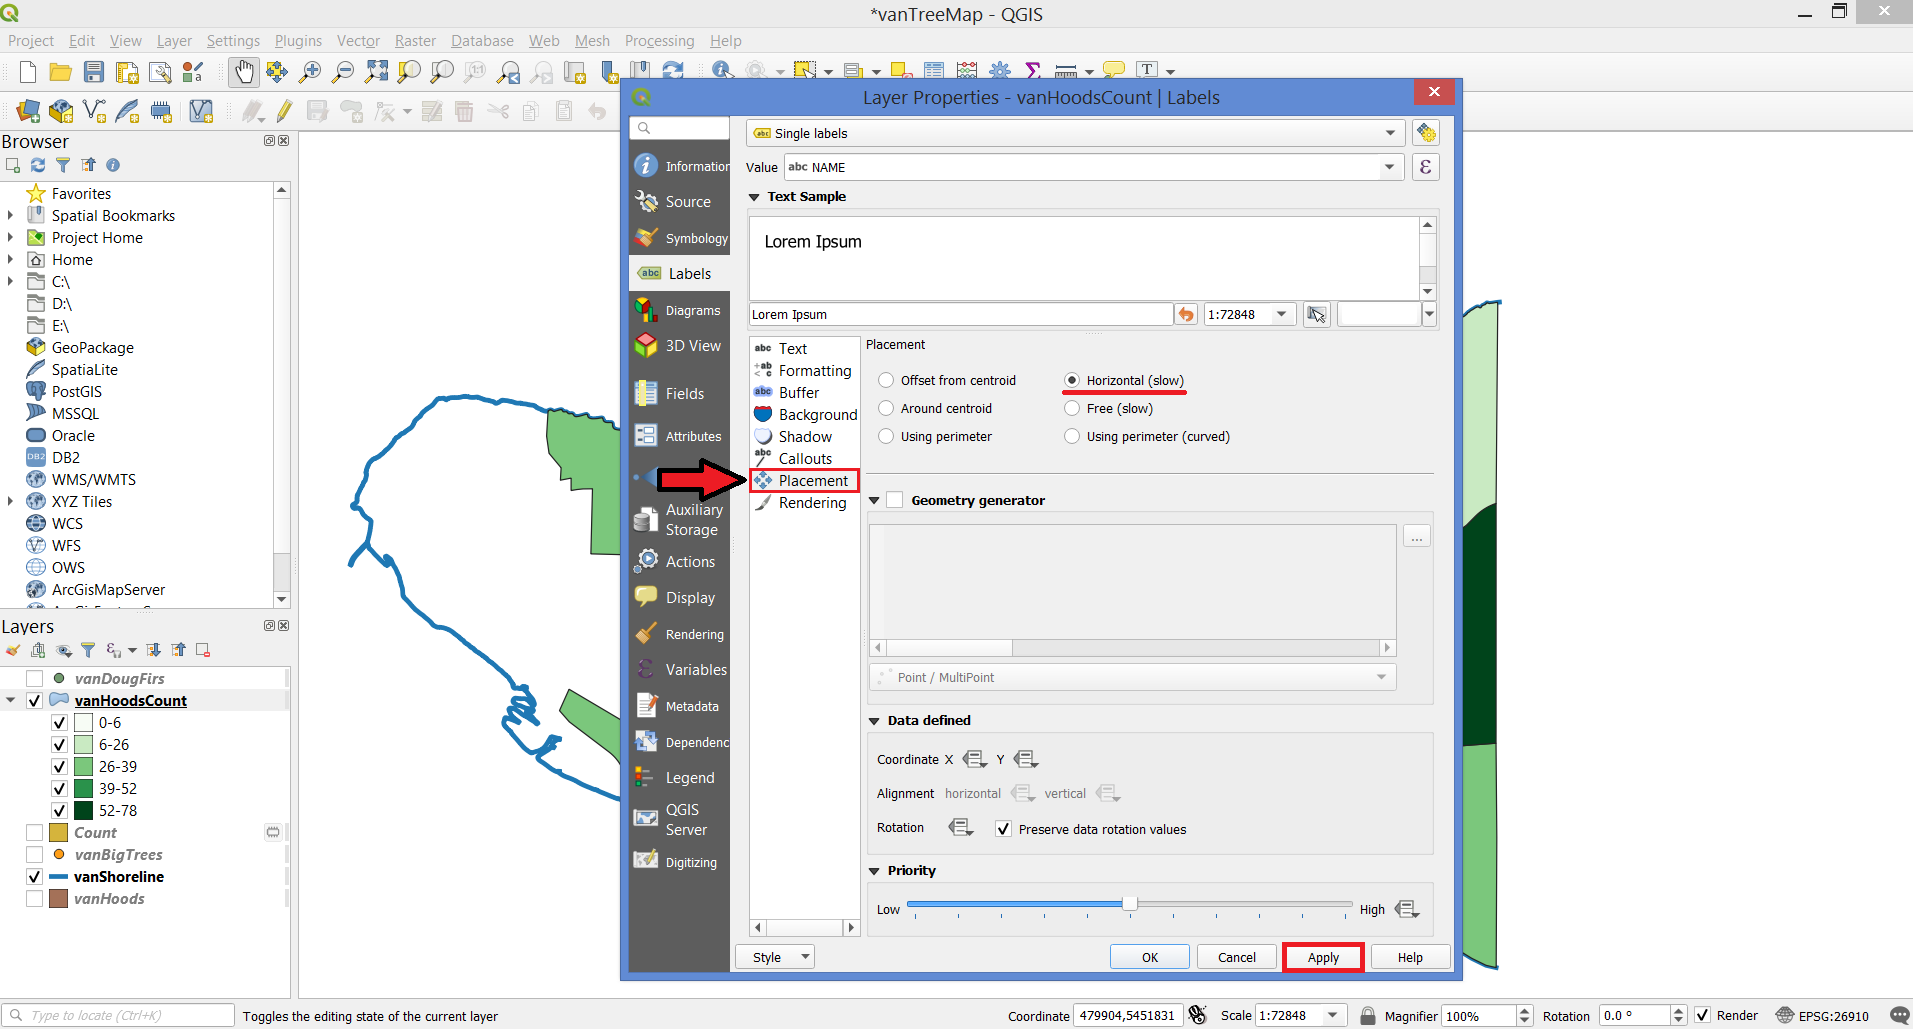 *vanTreeMap - QGIS
Project Edit View Layer Settings Plugins Vector Raster Database Web Mesh Processing Help
Browser
Favorites
Spatial Bookmarks
Project Home
Home
C:\
D:\
E:\
GeoPackage
SpatiaLite
PostGIS
MSSQL
Oracle
DB2
WMS/WMTS
XYZ Tiles
WCS
WFS
OWS
ArcGisMapServer
Layers
vanDougFirs
vanHoodsCount
0-6
6-26
26-39
39-52
52-78
Count
vanBigTrees
vanShoreline
vanHoods
Layer Properties - vanHoodsCount | Labels
Information
Source
Symbology
abc Labels
Diagrams
3D View
Fields
Attributes
Auxiliary
Storage
Actions
Display
Rendering
Variables
Metadata
Dependenc
Legend
QGIS
Server
Digitizing
abc Single labels
Value abc NAME ε
Text Sample
Lorem Ipsum
Lorem Ipsum 1:72848
abc Text
Formatting
abc Buffer
Background
Shadow
abc Callouts
Placement
Rendering
Placement
Offset from centroid Horizontal (slow)
Around centroid Free (slow)
Using perimeter Using perimeter (curved)
Geometry generator
...
Point / MultiPoint
Data defined
Coordinate X Y
Alignment horizontal vertical
Rotation Preserve data rotation values
Priority
Low High
Style OK Cancel Apply Help
Type to locate (Ctrl+K) Toggles the editing state of the current layer Coordinate 479904,5451831 Scale 1:72848 Magnifier 100% Rotation 0.0 ° Render EPSG:26910